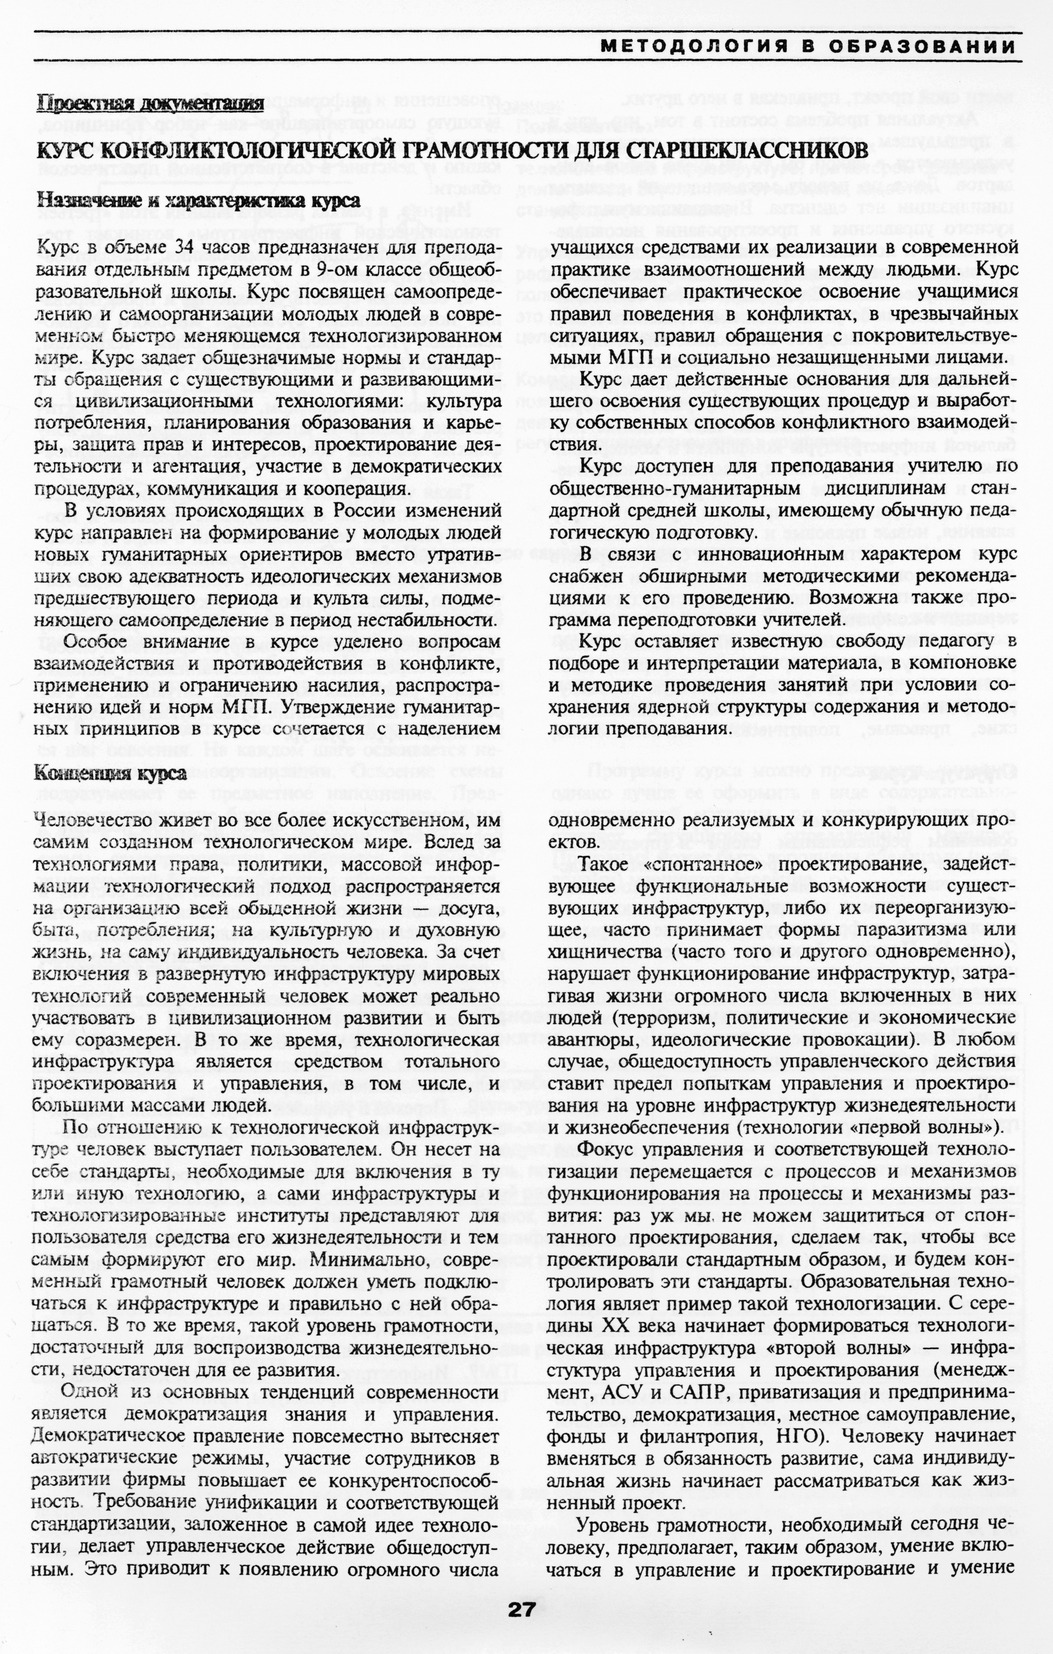 МЕТОДОЛОГИЯ В ОБРАЗОВАНИИ
Проектная документация
КУРС КОНФЛИКТОЛОГИЧЕСКОЙ ГРАМОТНОСТИ ДЛЯ СТАРШЕКЛАССНИКОВ
Назначение и характеристика курса
Курс в объеме 34 часов предназначен для препода-
вания отдельным предметом в 9-ом классе общеоб-
разовательной школы. Курс посвящен самоопреде-
лению и самоорганизации молодых людей в совре-
менном быстро меняющемся технологизированном
мире. Курс задает общезначимые нормы и стандар-
ты обращения с существующими и развивающими-
ся цивилизационными технологиями: культура
потребления, планирования образования и карье-
ры, защита прав и интересов, проектирование дея-
тельности и агентация, участие в демократических
процедурах, коммуникация и кооперация.
В условиях происходящих в России изменений
курс направлен на формирование у молодых людей
новых гуманитарных ориентиров вместо утратив-
ших свою адекватность идеологических механизмов
предшествующего периода и культа силы, подме-
няющего самоопределение в период нестабильности.
Особое внимание в курсе уделено вопросам
взаимодействия и противодействия в конфликте,
применению и ограничению насилия, распростра-
нению идей и норм МГП. Утверждение гуманитар-
ных принципов в курсе сочетается с наделением
учащихся средствами их реализации в современной
практике взаимоотношений между людьми. Курс
обеспечивает практическое освоение учащимися
правил поведения в конфликтах, в чрезвычайных
ситуациях, правил обращения с покровительствуе-
мыми МГП и социально незащищенными лицами.
Курс дает действенные основания для дальней-
шего освоения существующих процедур и выработ-
ку собственных способов конфликтного взаимодей-
ствия.
Курс доступен для преподавания учителю по
общественно-гуманитарным дисциплинам стан-
дартной средней школы, имеющему обычную педа-
гогическую подготовку.
В связи с инновационным характером курс
снабжен обширными методическими рекоменда-
циями к его проведению. Возможна также про-
грамма переподготовки учителей.
Курс оставляет известную свободу педагогу в
подборе и интерпретации материала, в компоновке
и методике проведения занятий при условии со-
хранения ядерной структуры содержания и методо-
логии преподавания.
Концепция курса
Человечество живет во все более искусственном, им
самим созданном технологическом мире. Вслед за
технологиями права, политики, массовой инфор-
мации технологический подход распространяется
на организацию всей обыденной жизни — досуга,
быта, потребления; на культурную и духовную
жизнь, на саму индивидуальность человека. За счет
включения в развернутую инфраструктуру мировых
технологий современный человек может реально
участвовать в цивилизационном развитии и быть
ему соразмерен. В то же время, технологическая
инфраструктура является средством тотального
проектирования и управления, в том числе, и
большими массами людей.
По отношению к технологической инфраструк-
туре человек выступает пользователем. Он несет на
себе стандарты, необходимые для включения в ту
или иную технологию, а сами инфраструктуры и
технологизированные институты представляют для
пользователя средства его жизнедеятельности и тем
самым формируют его мир. Минимально, совре-
менный грамотный человек должен уметь подклю-
чаться к инфраструктуре и правильно с ней обра-
щаться. В то же время, такой уровень грамотности,
достаточный для воспроизводства жизнедеятельно-
сти, недостаточен для ее развития.
Одной из основных тенденций современности
является демократизация знания и управления.
Демократическое правление повсеместно вытесняет
автократические режимы, участие сотрудников в
развитии фирмы повышает ее конкурентоспособ-
ность. Требование унификации и соответствующей
стандартизации, заложенное в самой идее техноло-
гии, делает управленческое действие общедоступ-
ным. Это приводит к появлению огромного числа
одновременно реализуемых и конкурирующих про-
ектов.
Такое «спонтанное» проектирование, задейст-
вующее функциональные возможности сущест-
вующих инфраструктур, либо их переорганизую-
щее, часто принимает формы паразитизма или
хищничества (часто того и другого одновременно),
нарушает функционирование инфраструктур, затра-
гивая жизни огромного числа включенных в них
людей (терроризм, политические и экономические
авантюры, идеологические провокации). В любом
случае, общедоступность управленческого действия
ставит предел попыткам управления и проектиро-
вания на уровне инфраструктур жизнедеятельности
и жизнеобеспечения (технологии «первой волны»).
Фокус управления и соответствующей техноло-
гизации перемещается с процессов и механизмов
функционирования на процессы и механизмы раз-
вития: раз уж мы не можем защититься от спон-
танного проектирования, сделаем так, чтобы все
проектировали стандартным образом, и будем кон-
тролировать эти стандарты. Образовательная техно-
логия являет пример такой технологизации. С сере-
дины XX века начинает формироваться технологи-
ческая инфраструктура «второй волны» — инфра-
стуктура управления и проектирования (менедж-
мент, АСУ и САПР, приватизация и предпринима-
тельство, демократизация, местное самоуправление,
фонды и филантропия, НГО). Человеку начинает
вменяться в обязанность развитие, сама индивиду-
альная жизнь начинает рассматриваться как жиз-
ненный проект.
Уровень грамотности, необходимый сегодня че-
ловеку, предполагает, таким образом, умение вклю-
чаться в управление и проектирование и умение
27